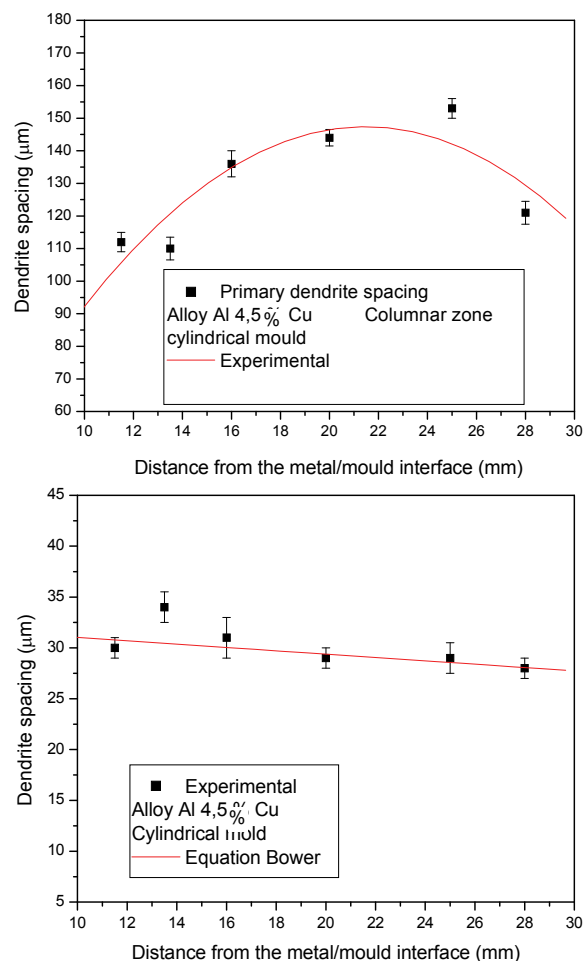 180
170
160
150
140
130
120
110
100
90
80
70
60
Dendrite spacing (μm)
Primary dendrite spacing
Alloy Al 4,5% Cu Columnar zone
cylindrical mould
Experimental
10 12 14 16 18 20 22 24 26 28 30
Distance from the metal/mould interface (mm)
45
40
35
30
25
20
15
10
5
Dendrite spacing (μm)
Experimental
Alloy Al 4,5% Cu
Cylindrical mold
Equation Bower
10 12 14 16 18 20 22 24 26 28 30
Distance from the metal/mould interface (mm)